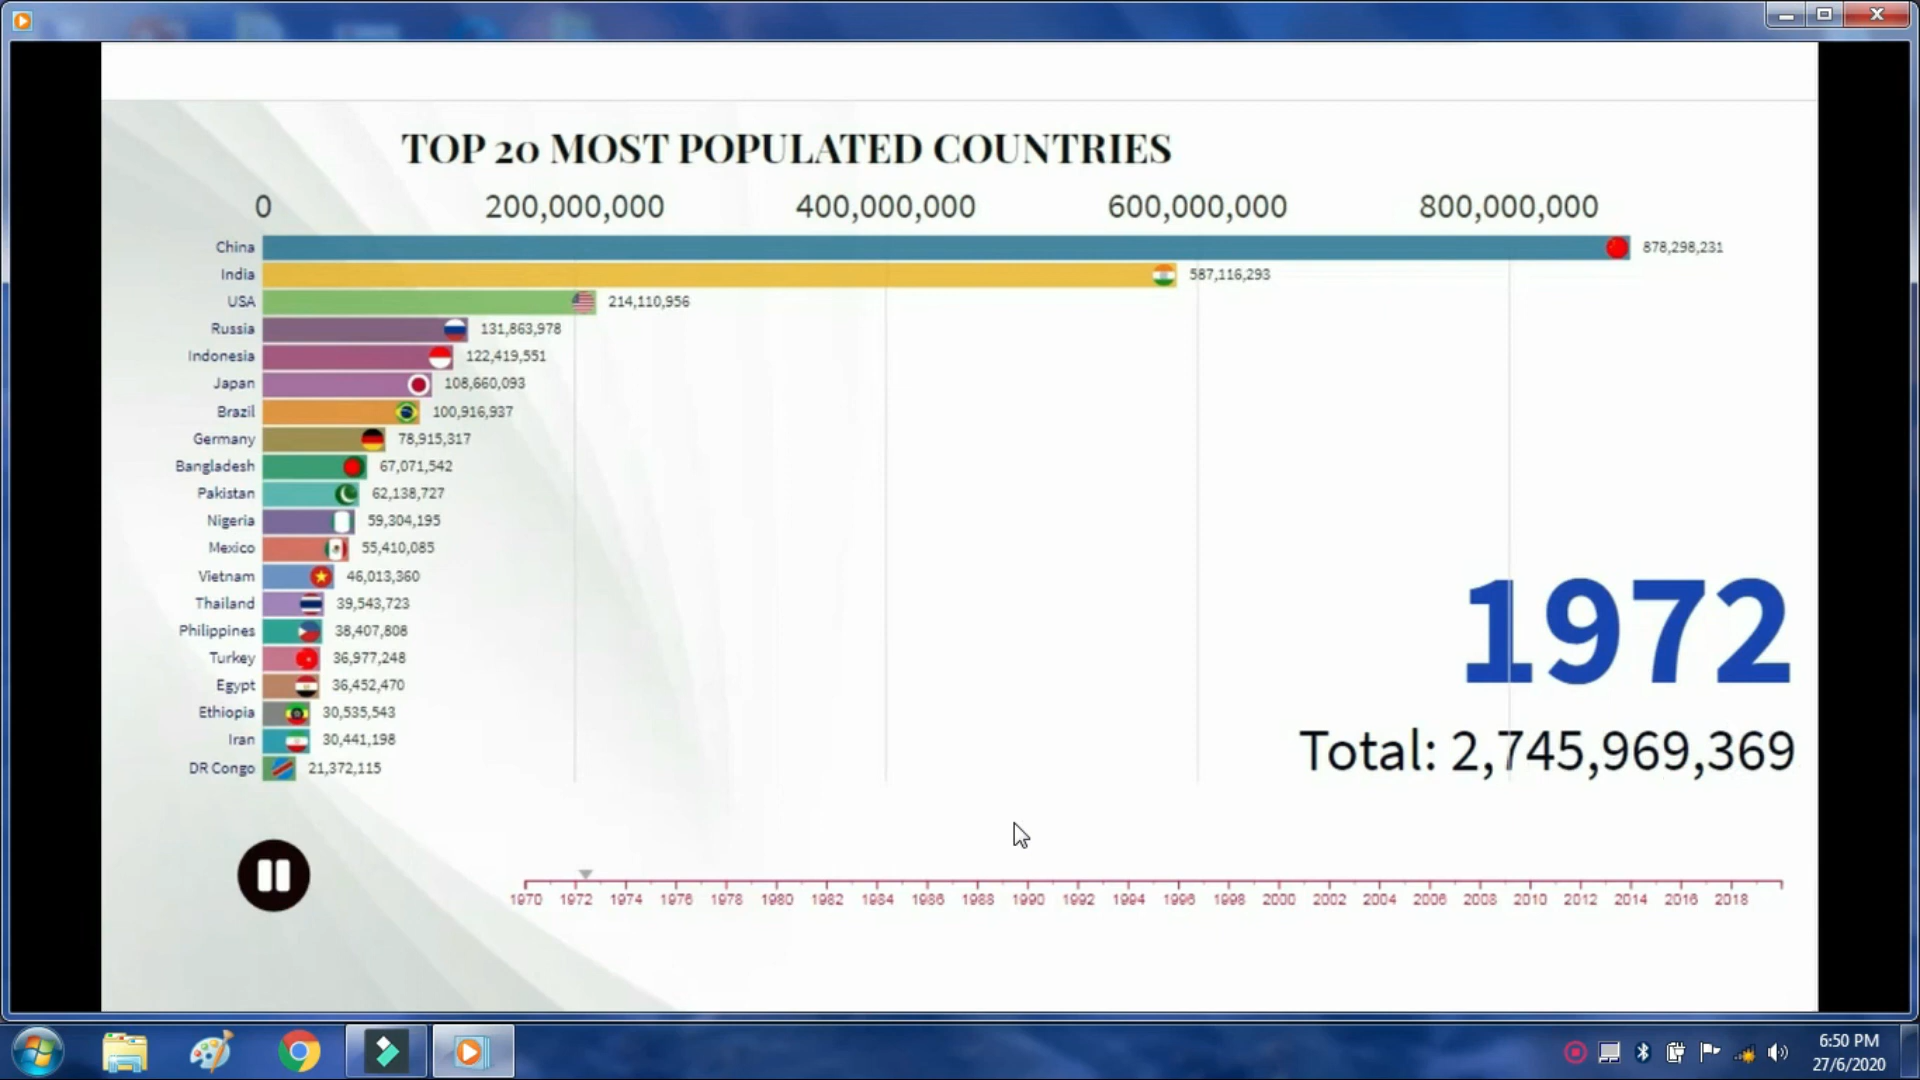 TOP 20 MOST POPULATED COUNTRIES
0 200,000,000 400,000,000 600,000,000 800,000,000
China 878,298,231
India 587,116,293
USA 214,110,956
Russia 131,863,978
Indonesia 122,419,551
Japan 108,660,093
Brazil 100,916,937
Germany 78,915,317
Bangladesh 67,071,542
Pakistan 62,138,727
Nigeria 59,304,195
Mexico 55,410,085
Vietnam 46,013,360
Thailand 39,543,723
Philippines 38,407,808
Turkey 36,977,248
Egypt 36,452,470
Ethiopia 30,535,543
Iran 30,441,198
DR Congo 21,372,115
1972
Total: 2,745,969,369
1970 1972 1974 1976 1978 1980 1982 1984 1986 1988 1990 1992 1994 1996 1998 2000 2002 2004 2006 2008 2010 2012 2014 2016 2018
6:50 PM
27/6/2020